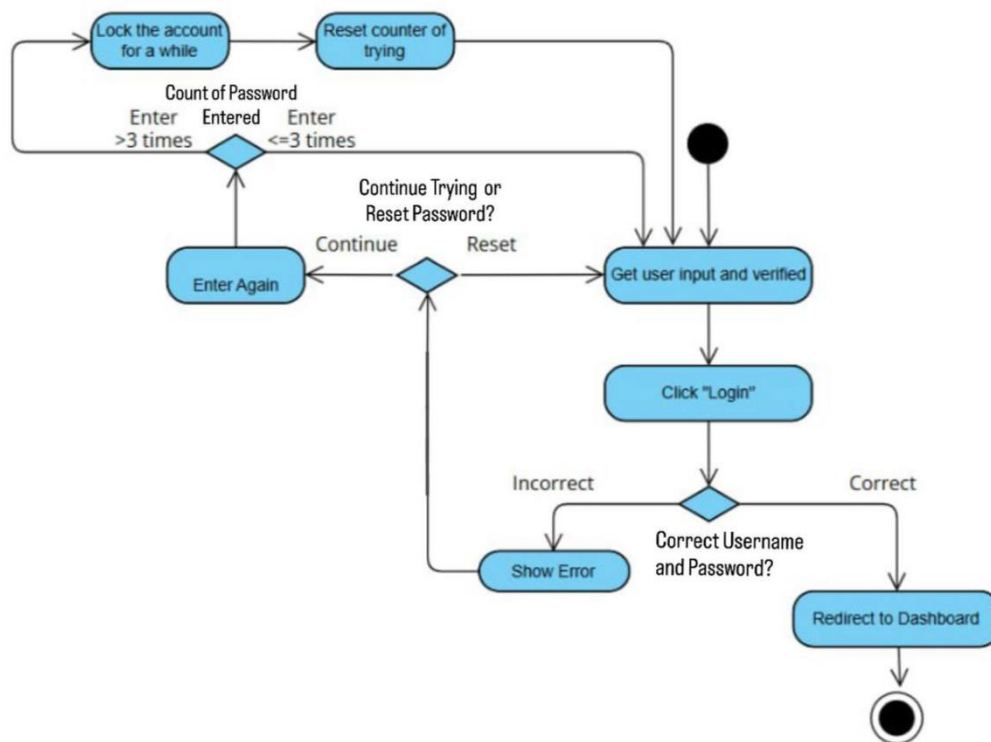 Lock the account
for a while
Reset counter of
trying
Count of Password
Entered
Enter
>3 times
Enter
<=3 times
Continue Trying or
Reset Password?
Continue
Reset
Enter Again
Get user input and verified
Click "Login"
Incorrect
Correct
Correct Username
and Password?
Show Error
Redirect to Dashboard